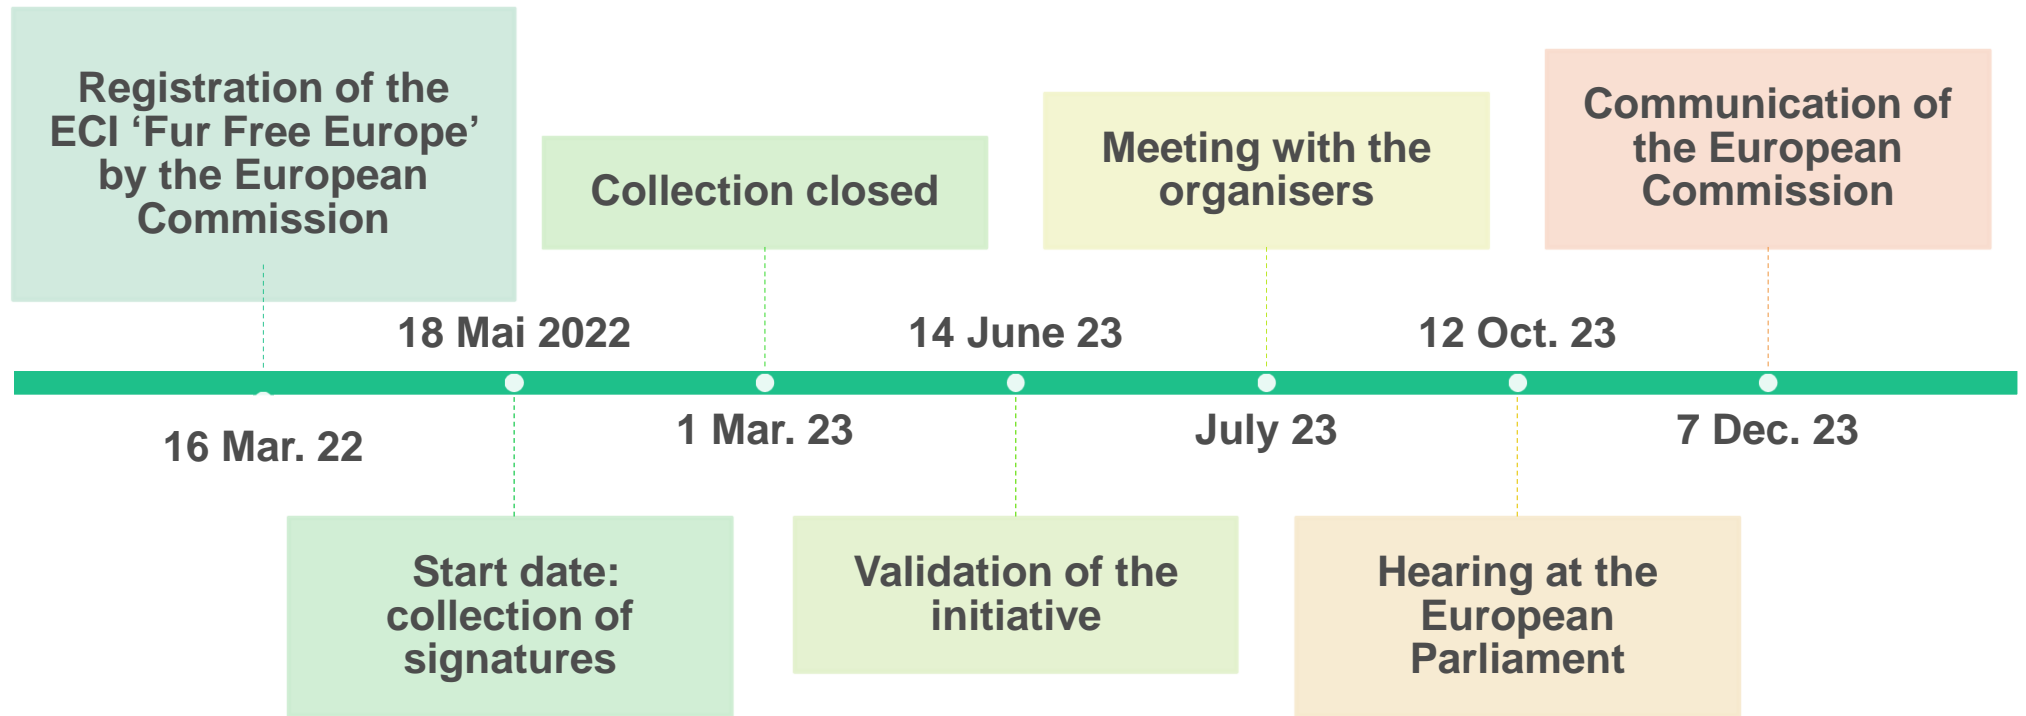 Registration of the
ECI ‘Fur Free Europe’
by the European
Commission
16 Mar. 22
18 Mai 2022
Start date:
collection of
signatures
Collection closed
1 Mar. 23
14 June 23
Validation of the
initiative
Meeting with the
organisers
July 23
12 Oct. 23
Hearing at the
European
Parliament
Communication of
the European
Commission
7 Dec. 23